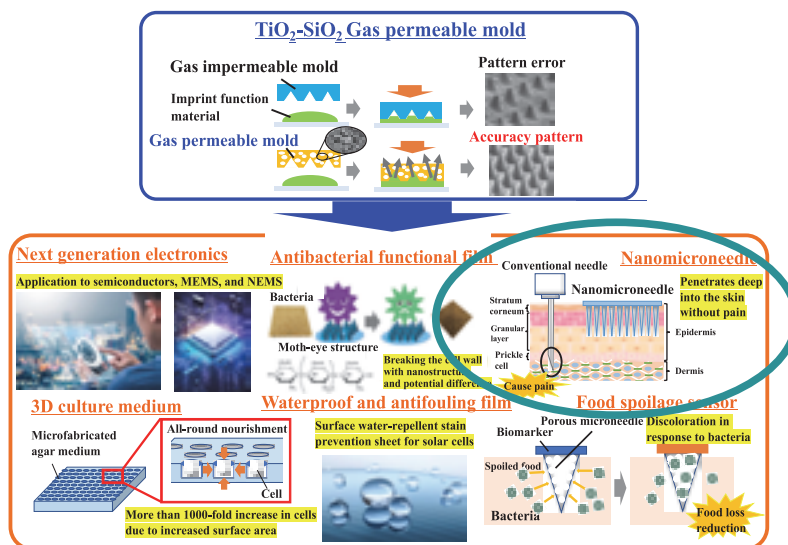 TiO2-SiO2 Gas permeable mold
Gas impermeable mold
Pattern error
Imprint function
material
Gas permeable mold
Accuracy pattern
Next generation electronics
Application to semiconductors, MEMS, and NEMS
Antibacterial functional film
Bacteria
Moth-eye structure
Breaking the cell wall
with nanostructu
and potential differe
Nanomicroneedle
Conventional needle
Nanomicroneedle
Penetrates deep
into the skin
without pain
Stratum
corneum
Granular
layer
Prickle
cell
Epidermis
Dermis
Cause pain
3D culture medium
Microfabricated
agar medium
All-round nourishment
Cell
More than 1000-fold increase in cells
due to increased surface area
Waterproof and antifouling film
Surface water-repellent stain
prevention sheet for solar cells
Food spoilage sensor
Porous microneedle
Biomarker
Spoiled food
Bacteria
Discoloration in
response to bacteria
Food loss
reduction